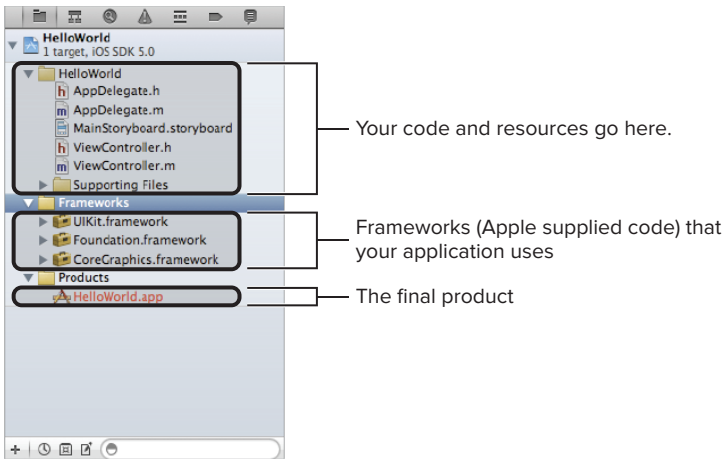 HelloWorld
1 target, iOS SDK 5.0
HelloWorld
h AppDelegate.h
m AppDelegate.m
MainStoryboard.storyboard
h ViewController.h
m ViewController.m
Supporting Files
Your code and resources go here.
Frameworks
UIKit.framework
Foundation.framework
CoreGraphics.framework
Frameworks (Apple supplied code) that
your application uses
Products
HelloWorld.app
The final product